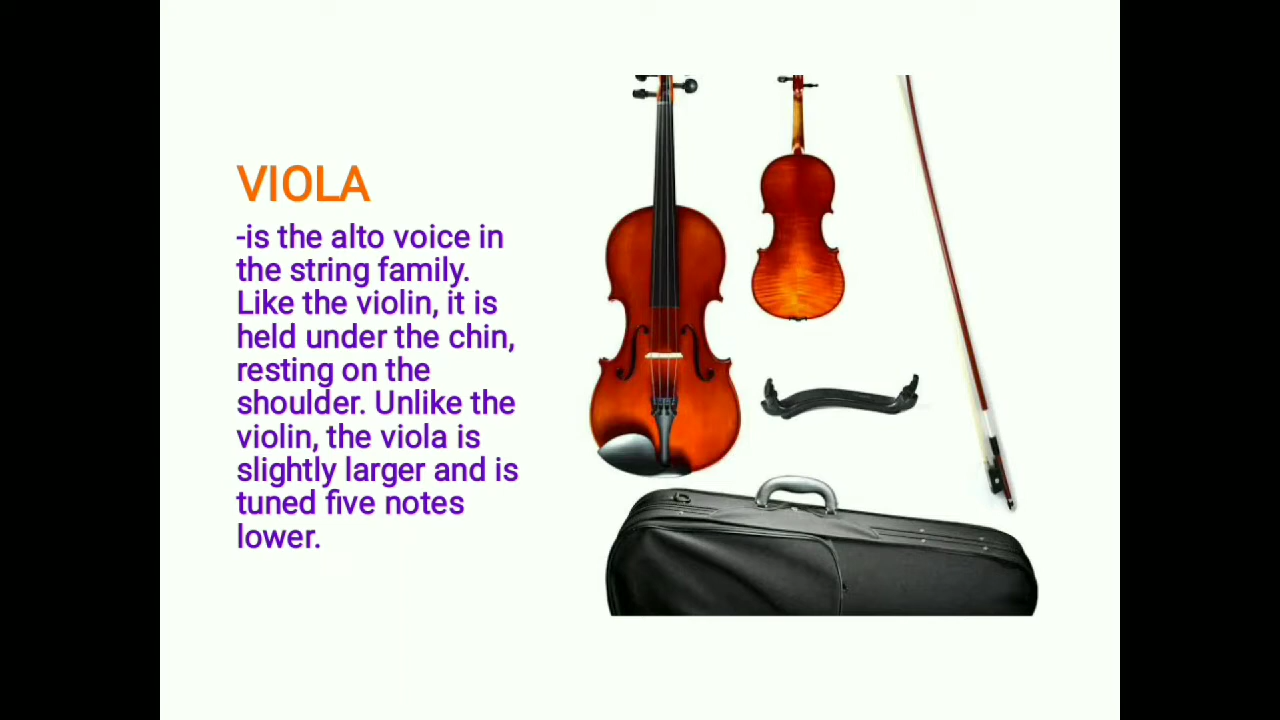 VIOLA
-is the alto voice in
the string family.
Like the violin, it is
held under the chin,
resting on the
shoulder. Unlike the
violin, the viola is
slightly larger and is
tuned five notes
lower.